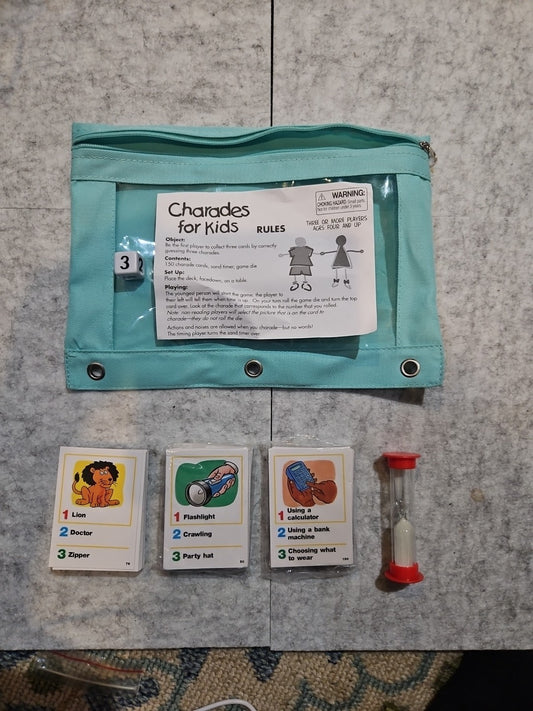 Charades
for Kids RULES
WARNING:
CHOKING HAZARD: Small parts.
Not for children under 3 years.
THREE OR MORE PLAYERS
AGES FOUR AND UP
Object:
Be the first player to collect three cards by correctly
guessing three charades.
Contents:
150 charade cards, sand timer, game die
Set Up:
Place the deck, facedown, on a table.
Playing:
The youngest person will start the game; the player to
their left will tell them when time is up. On your turn roll the game die and turn the top
card over. Look at the charade that corresponds to the number that you rolled.
Note: non-reading players will select the picture that is on the card to
charade—they do not roll the die.
Actions and noises are allowed when you charade—but no words!
The timing player turns the sand timer over.
3
1 Lion
2 Doctor
3 Zipper
1 Flashlight
2 Crawling
3 Party hat
1 Using a
calculator
2 Using a bank
machine
3 Choosing what
to wear